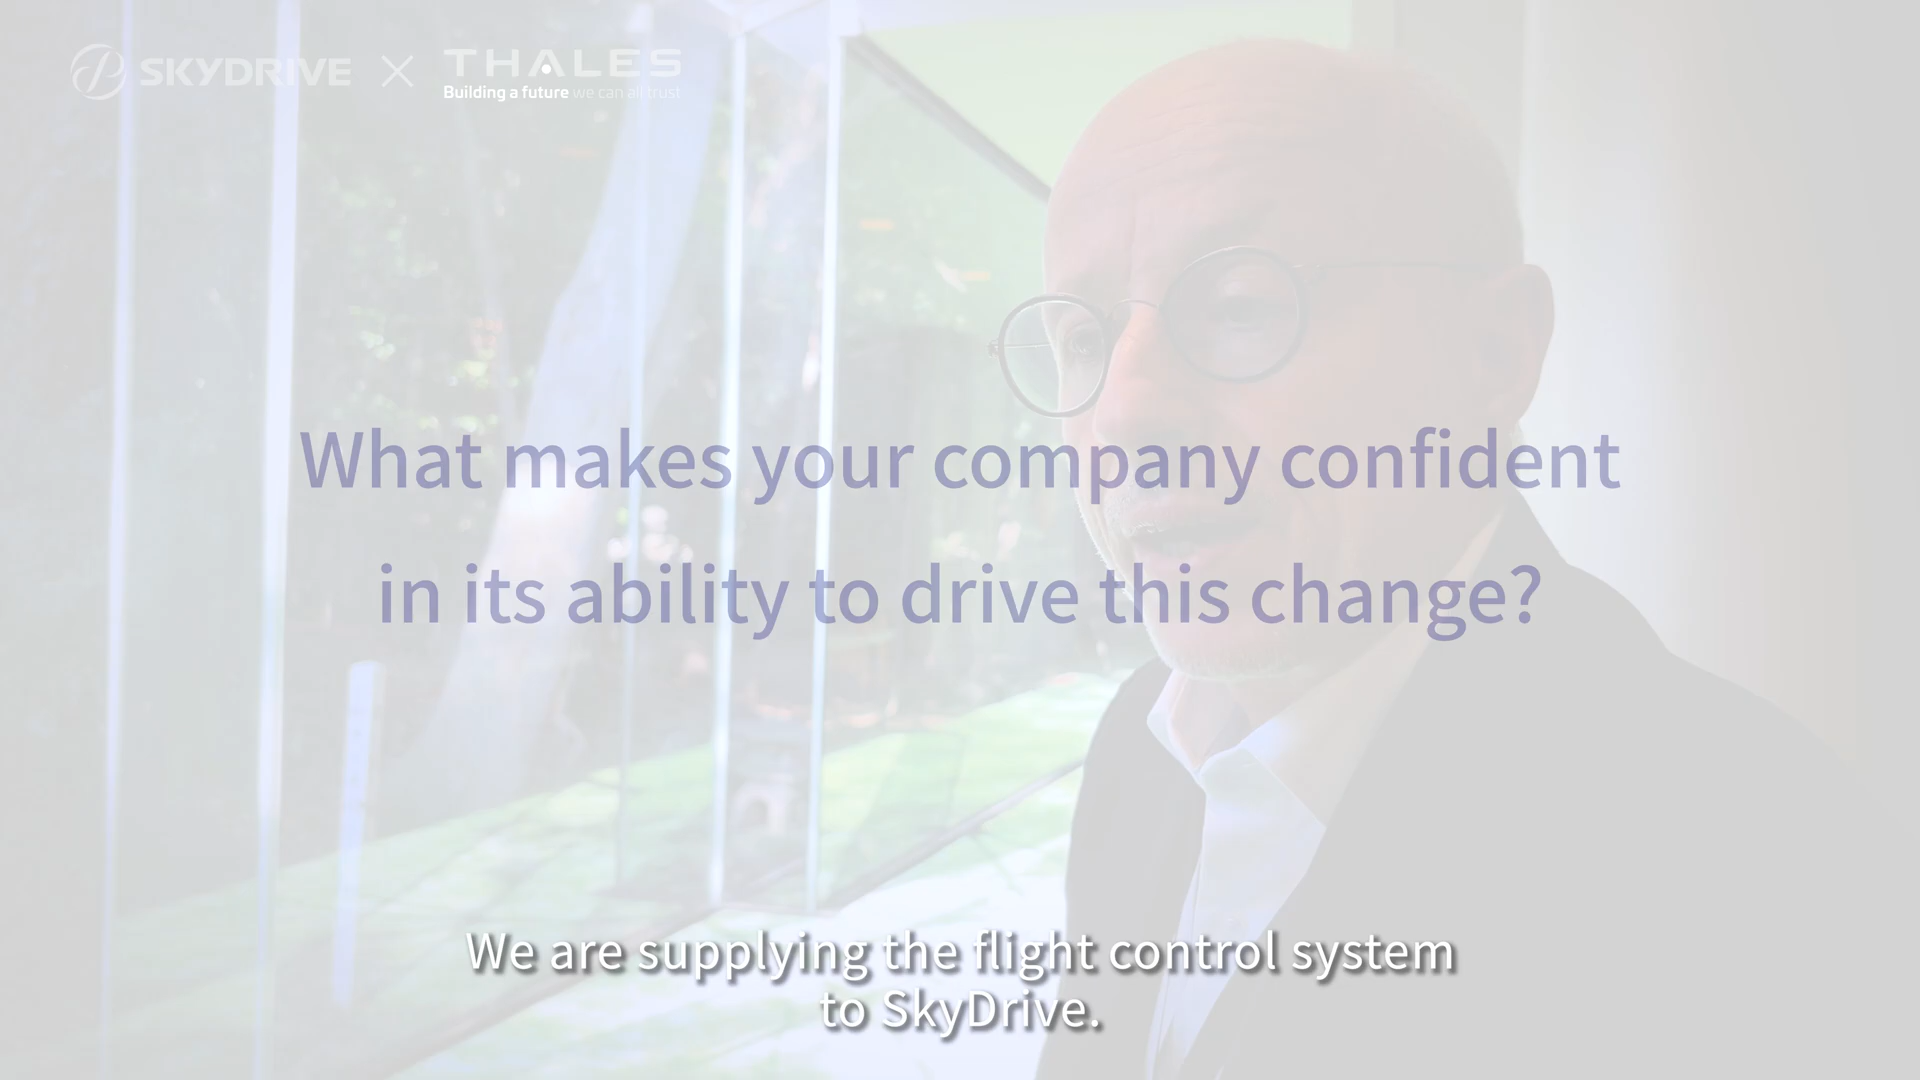 SKYDRIVE × THALES
Building a future we can all trust
What makes your company confident
in its ability to drive this change?
We are supplying the flight control system
to SkyDrive.